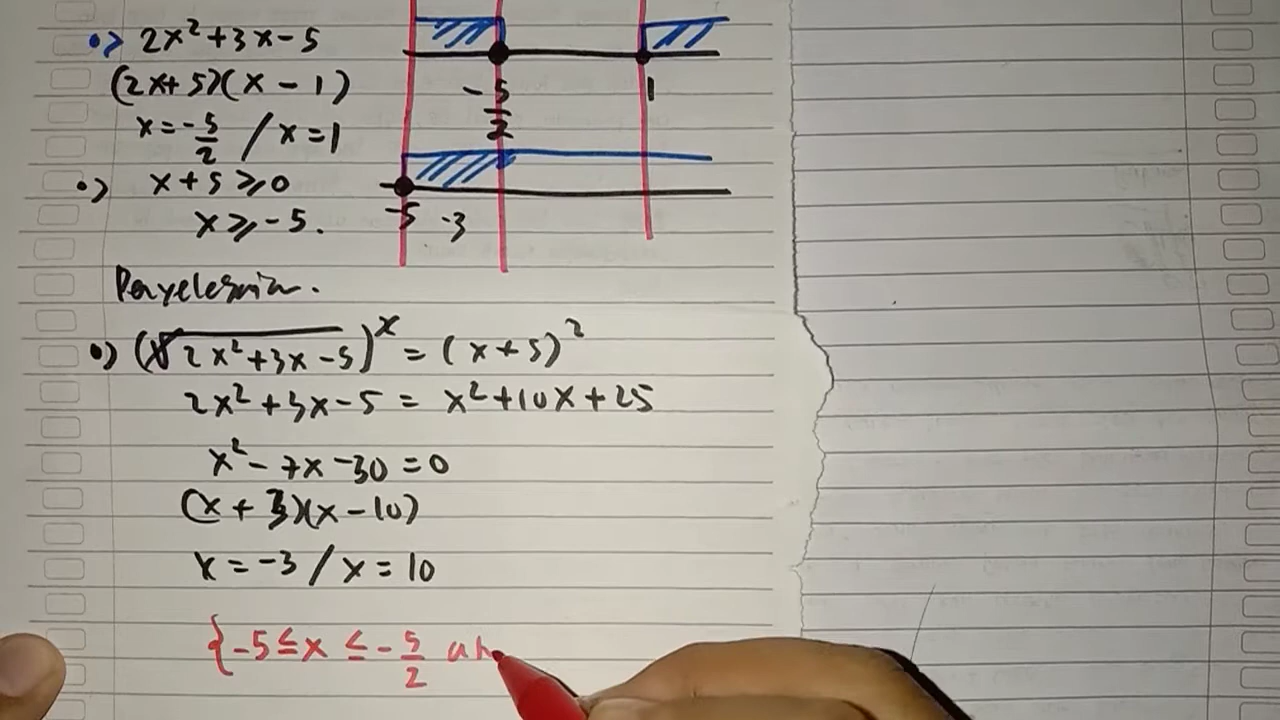 •> 2x²+3x-5
(2x+5)(x-1)
x=-5/2 / x=1
-5/2 1
•) x+5⩾0
x⩾-5.
-5 -3
Penyelesaian.
•) (√2x²+3x-5)^x = (x+5)²
2x²+3x-5 = x²+10x+25
x²-7x-30=0
(x+3)(x-10)
x=-3/x=10
{-5≤x≤-5/2 at